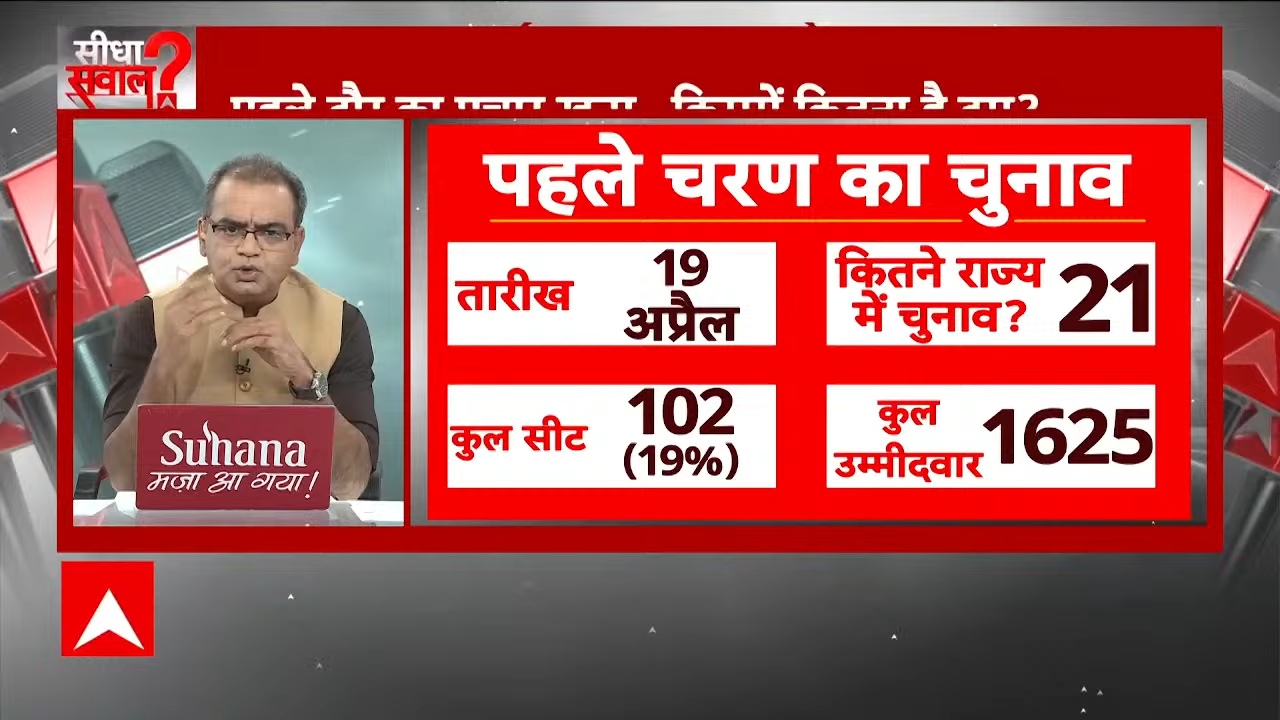 सीधा
सवाल?
पहले चरण का चुनाव
तारीख
19
अप्रैल
कितने राज्य
में चुनाव?
21
कुल सीट
102
(19%)
कुल
उम्मीदवार
1625
Suhana
मज़ा आ गया!